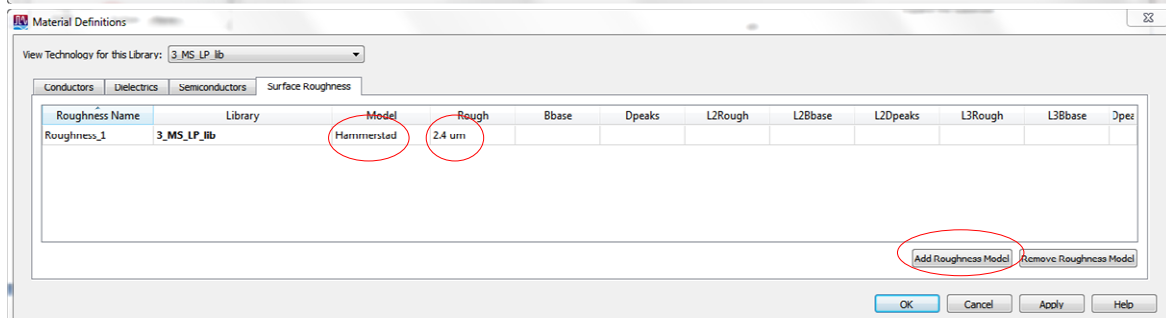 Material Definitions
View Technology for this Library: 3_MS_LP_lib
Conductors Dielectrics Semiconductors Surface Roughness
Roughness Name Library Model Rough Bbase Dpeaks L2Rough L2Bbase L2Dpeaks L3Rough L3Bbase Dpea
Roughness_1 3_MS_LP_lib Hammerstad 2.4 um
Add Roughness Model Remove Roughness Model
OK Cancel Apply Help